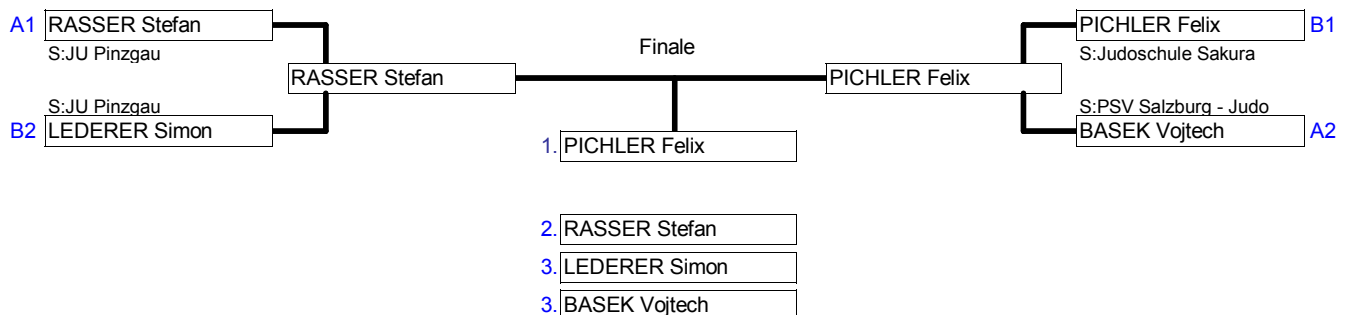 A1 RASSER Stefan
S:JU Pinzgau
RASSER Stefan
S:JU Pinzgau
B2 LEDERER Simon
Finale
PICHLER Felix B1
S:Judoschule Sakura
PICHLER Felix
S:PSV Salzburg - Judo
BASEK Vojtech A2
1. PICHLER Felix
2. RASSER Stefan
3. LEDERER Simon
3. BASEK Vojtech